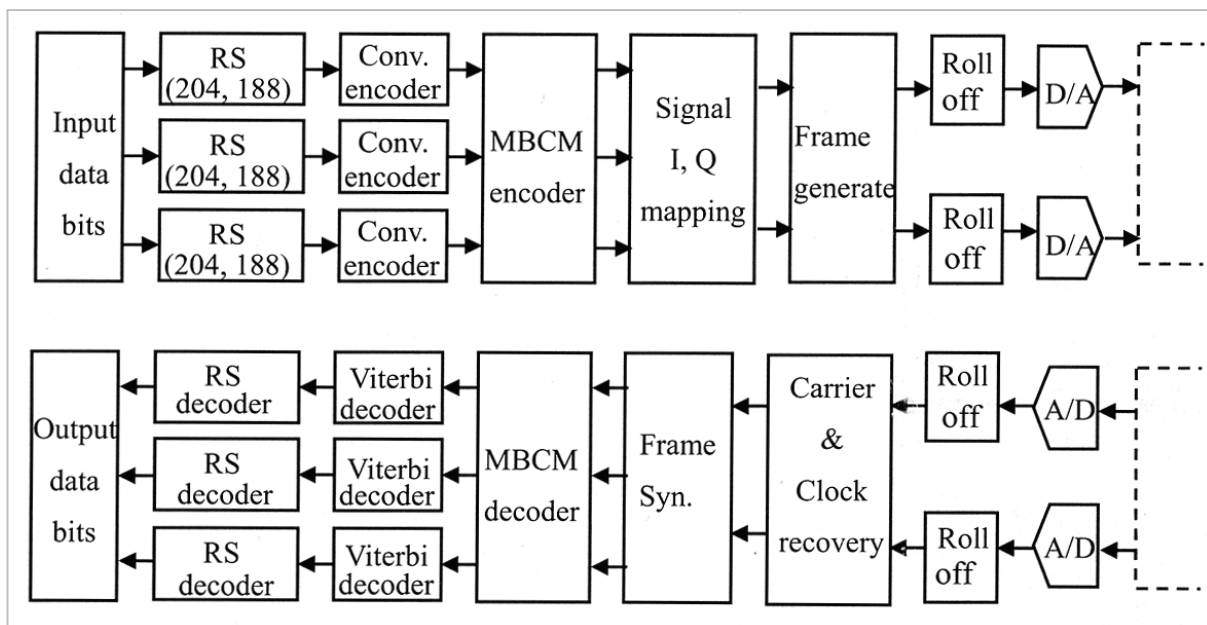 Input
data
bits
RS
(204, 188)
RS
(204, 188)
RS
(204, 188)
Conv.
encoder
Conv.
encoder
Conv.
encoder
MBCM
encoder
Signal
I, Q
mapping
Frame
generate
Roll
off
Roll
off
D/A
D/A
Output
data
bits
RS
decoder
RS
decoder
RS
decoder
Viterbi
decoder
Viterbi
decoder
Viterbi
decoder
MBCM
decoder
Frame
Syn.
Carrier
&
Clock
recovery
Roll
off
Roll
off
A/D
A/D